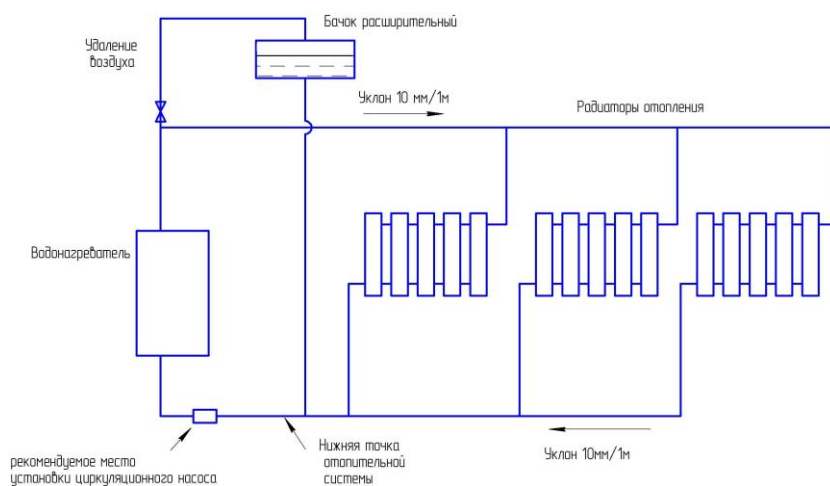 Бачок расширительный
Удаление
воздуха
Уклон 10 мм/1м
Радиаторы отопления
Водонагреватель
рекомендуемое место
установки циркуляционного насоса
Нижняя точка
отопительной
системы
Уклон 10мм/1м